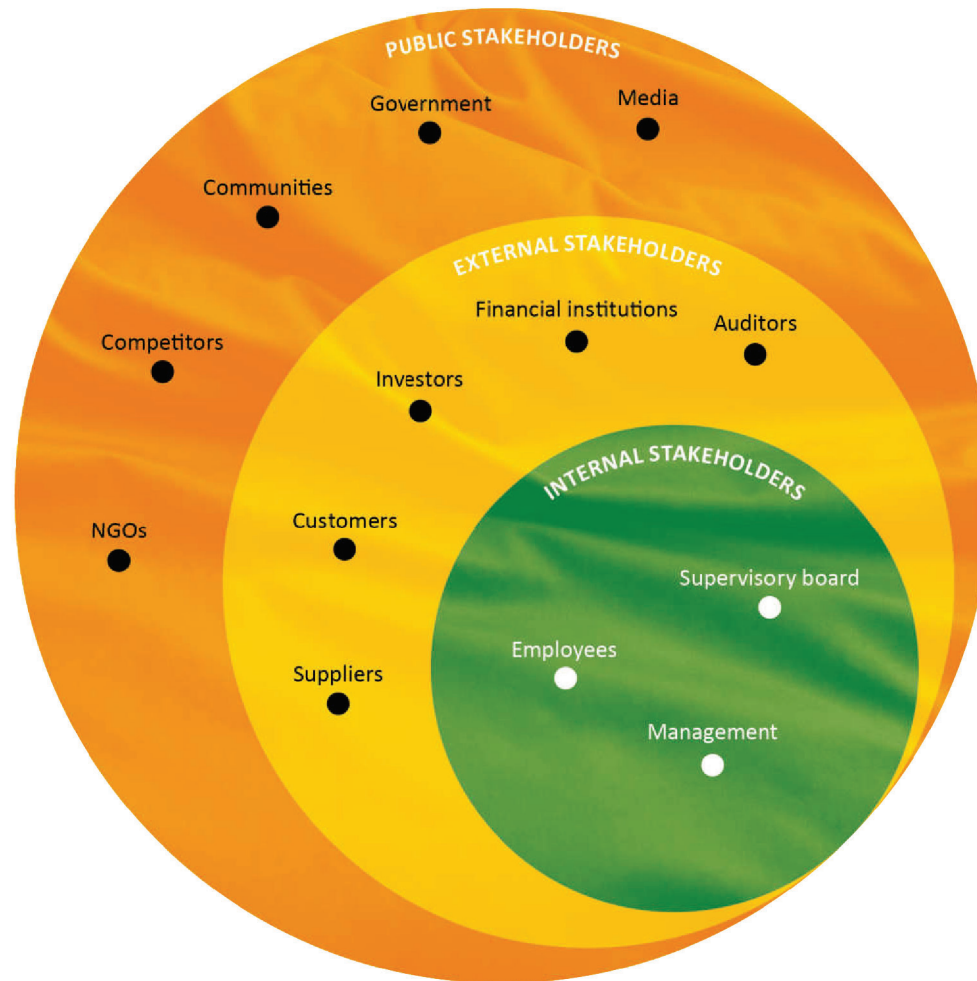 PUBLIC STAKEHOLDERS
Government
Media
Communities
EXTERNAL STAKEHOLDERS
Financial institutions
Auditors
Competitors
Investors
INTERNAL STAKEHOLDERS
NGOs
Customers
Supervisory board
Employees
Suppliers
Management